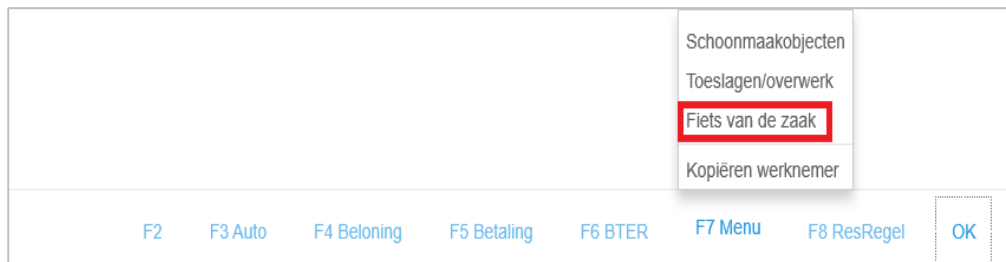 Schoonmaakobjecten
Toeslagen/overwerk
Fiets van de zaak
Kopiëren werknemer
F2 F3 Auto F4 Beloning F5 Betaling F6 BTER F7 Menu F8 ResRegel OK